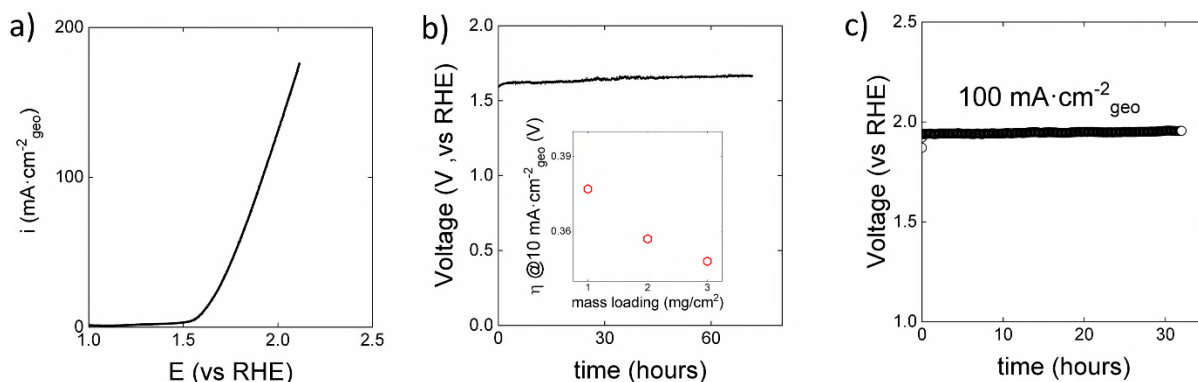 a)
200
100
0
i (mA·cm⁻²geo)
1.0 1.5 2.0 2.5
E (vs RHE)
b)
2.0
1.5
1.0
0.5
0.0
Voltage (V ,vs RHE)
0 30 60
time (hours)
η @10 mA·cm⁻²geo (V)
0.39
0.36
1 2 3
mass loading (mg/cm²)
c)
2.5
2.0
1.5
1.0
Voltage (vs RHE)
100 mA·cm⁻²geo
0 10 20 30
time (hours)